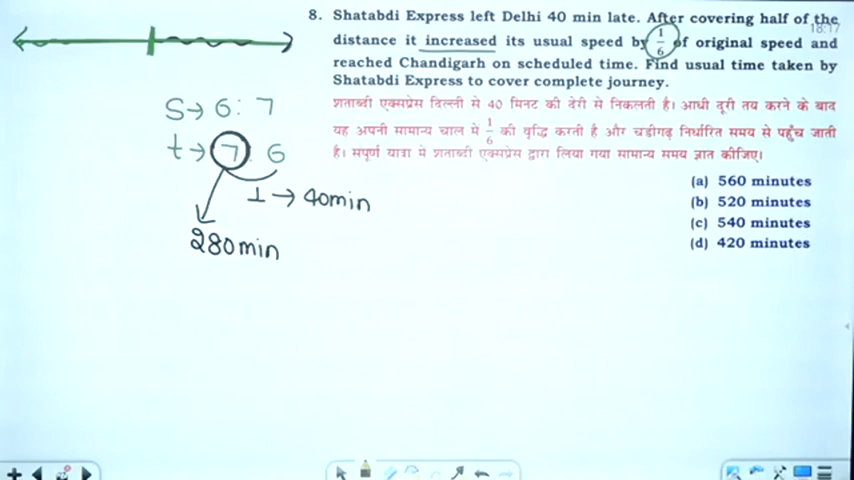 8. Shatabdi Express left Delhi 40 min late. After covering half of the
18:17
distance it increased its usual speed by 1/6 of original speed and
reached Chandigarh on scheduled time. Find usual time taken by
Shatabdi Express to cover complete journey.
शताब्दी एक्सप्रेस दिल्ली से 40 मिनट की देरी से निकलती है। आधी दूरी तय करने के बाद
यह अपनी सामान्य चाल में 1/6 की वृद्धि करती है और चंडीगढ़ निर्धारित समय से पहुँच जाती
है। संपूर्ण यात्रा में शताब्दी एक्सप्रेस द्वारा लिया गया सामान्य समय ज्ञात कीजिए।
(a) 560 minutes
(b) 520 minutes
(c) 540 minutes
(d) 420 minutes
S→ 6: 7
t→ 7 6
1 → 40min
280min